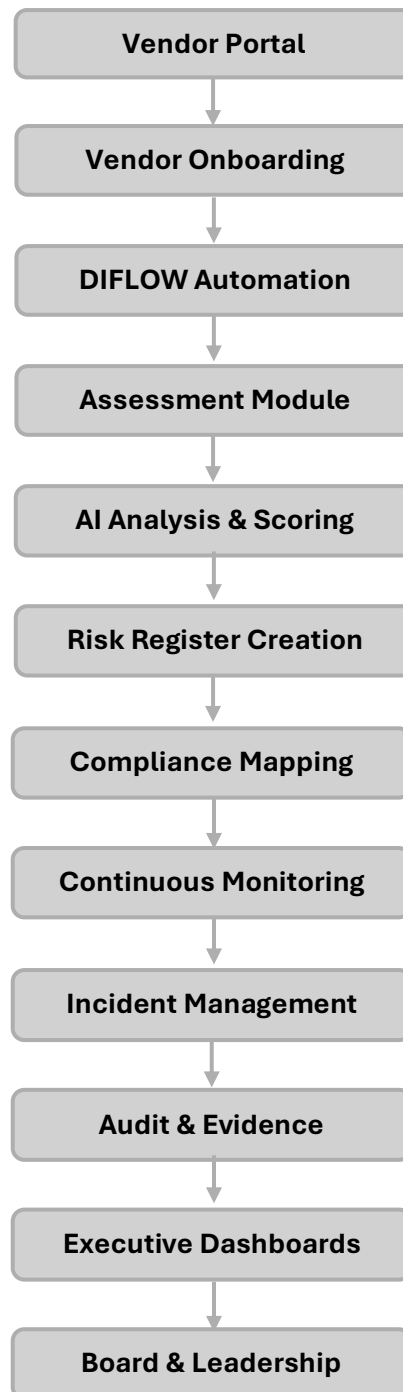 Vendor Portal
Vendor Onboarding
DIFLOW Automation
Assessment Module
AI Analysis & Scoring
Risk Register Creation
Compliance Mapping
Continuous Monitoring
Incident Management
Audit & Evidence
Executive Dashboards
Board & Leadership